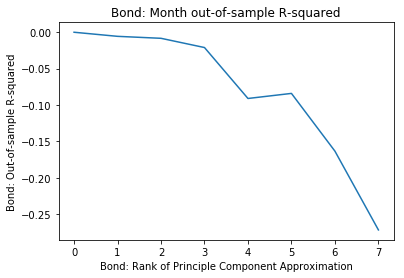 Bond: Month out-of-sample R-squared
0.00
−0.05
−0.10
−0.15
−0.20
−0.25
Bond: Out-of-sample R-squared
0 1 2 3 4 5 6 7
Bond: Rank of Principle Component Approximation